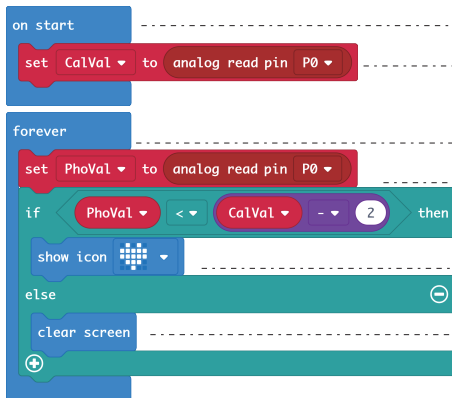 on start
set CalVal to analog read pin P0
forever
set PhoVal to analog read pin P0
if PhoVal < CalVal - 2 then
show icon
else
clear screen